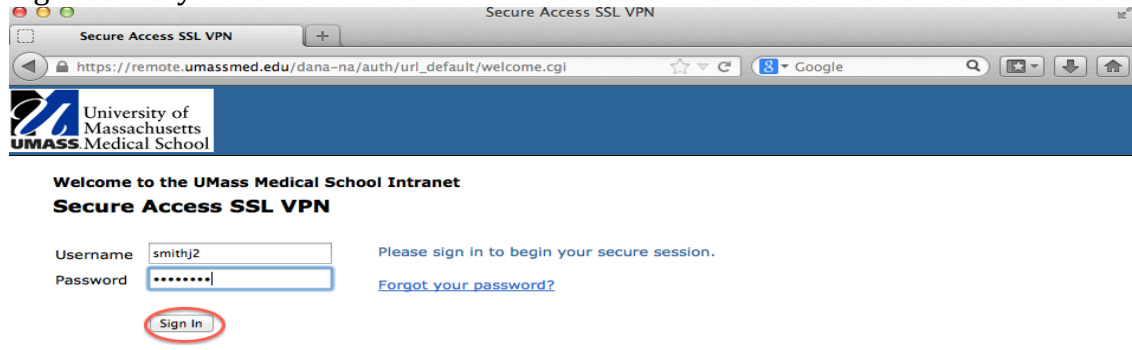 Secure Access SSL VPN
Secure Access SSL VPN +
https://remote.umassmed.edu/dana-na/auth/url_default/welcome.cgi 8 Google
University of
Massachusetts
UMASS Medical School
Welcome to the UMass Medical School Intranet
Secure Access SSL VPN
Username smithj2 Please sign in to begin your secure session.
Password •••••••• Forgot your password?
Sign In